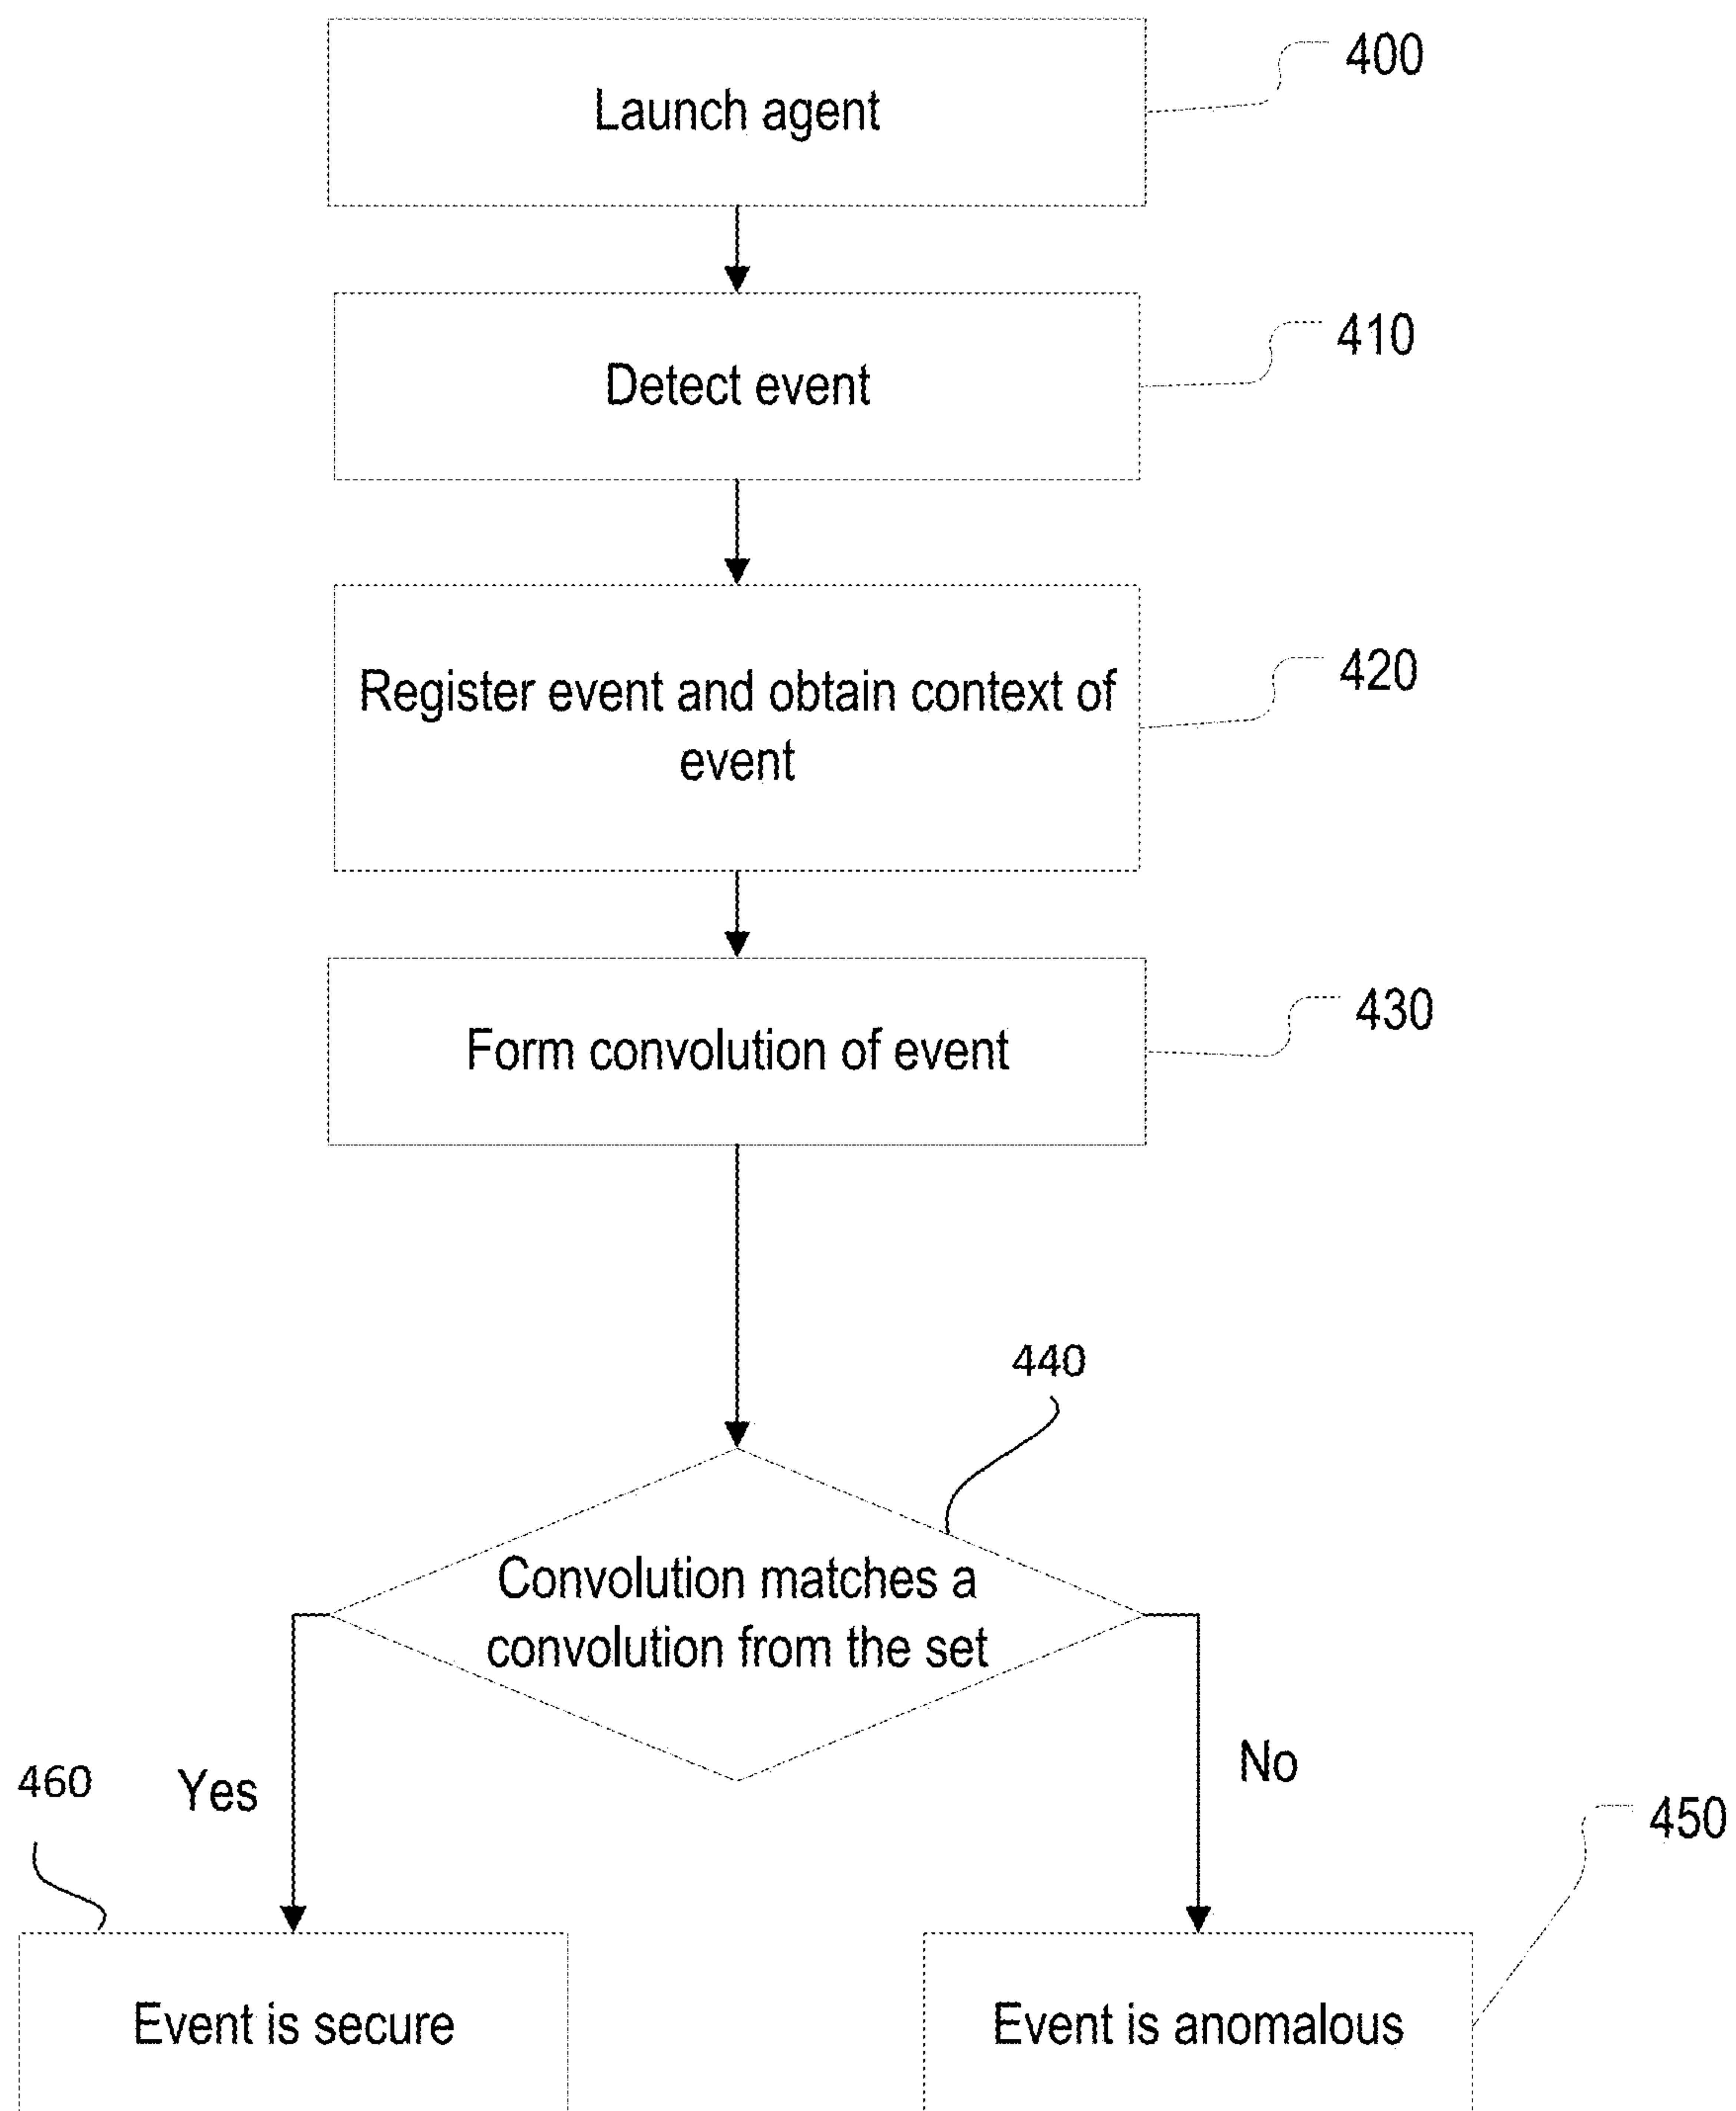 Launch agent
400
Detect event
410
Register event and obtain context of
event
420
Form convolution of event
430
440
Convolution matches a
convolution from the set
460
Yes
No
450
Event is secure
Event is anomalous